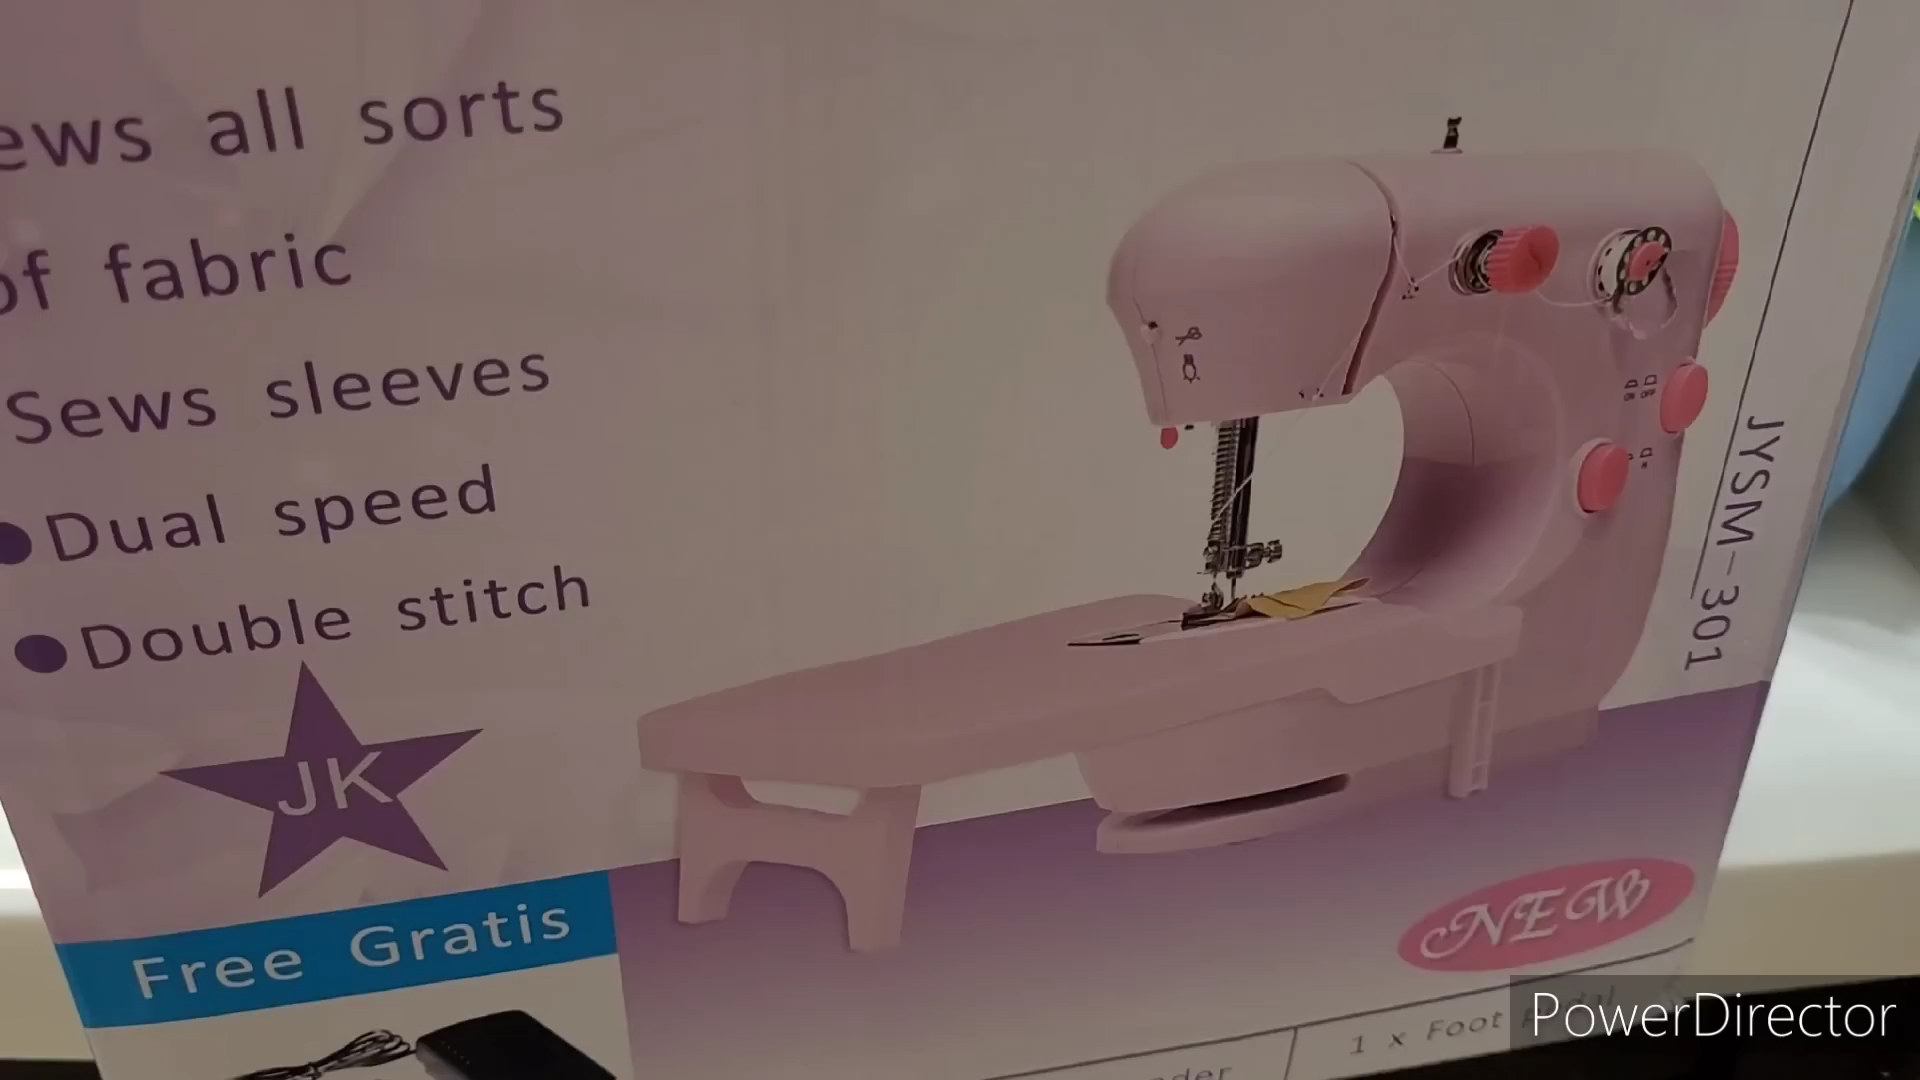 ews all sorts
of fabric
Sews sleeves
Dual speed
Double stitch
JK
Free Gratis
JYSM-301
NEW
1 x Foot
PowerDirector